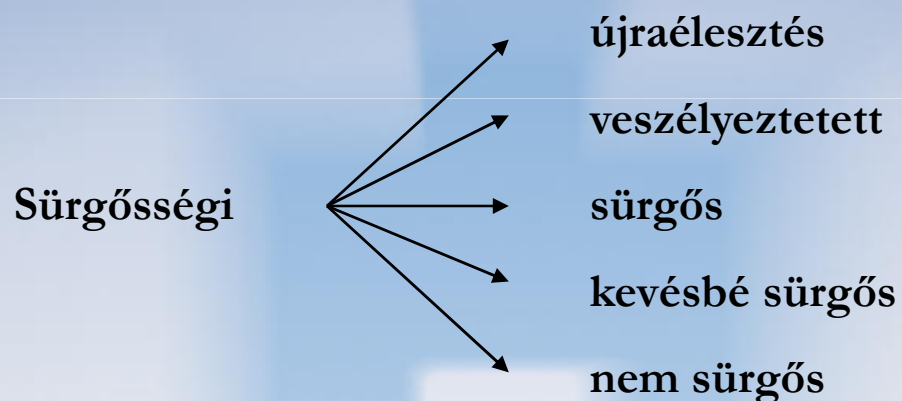 újraélesztés
veszélyeztetett
Sürgősségi
sürgős
kevésbé sürgős
nem sürgős